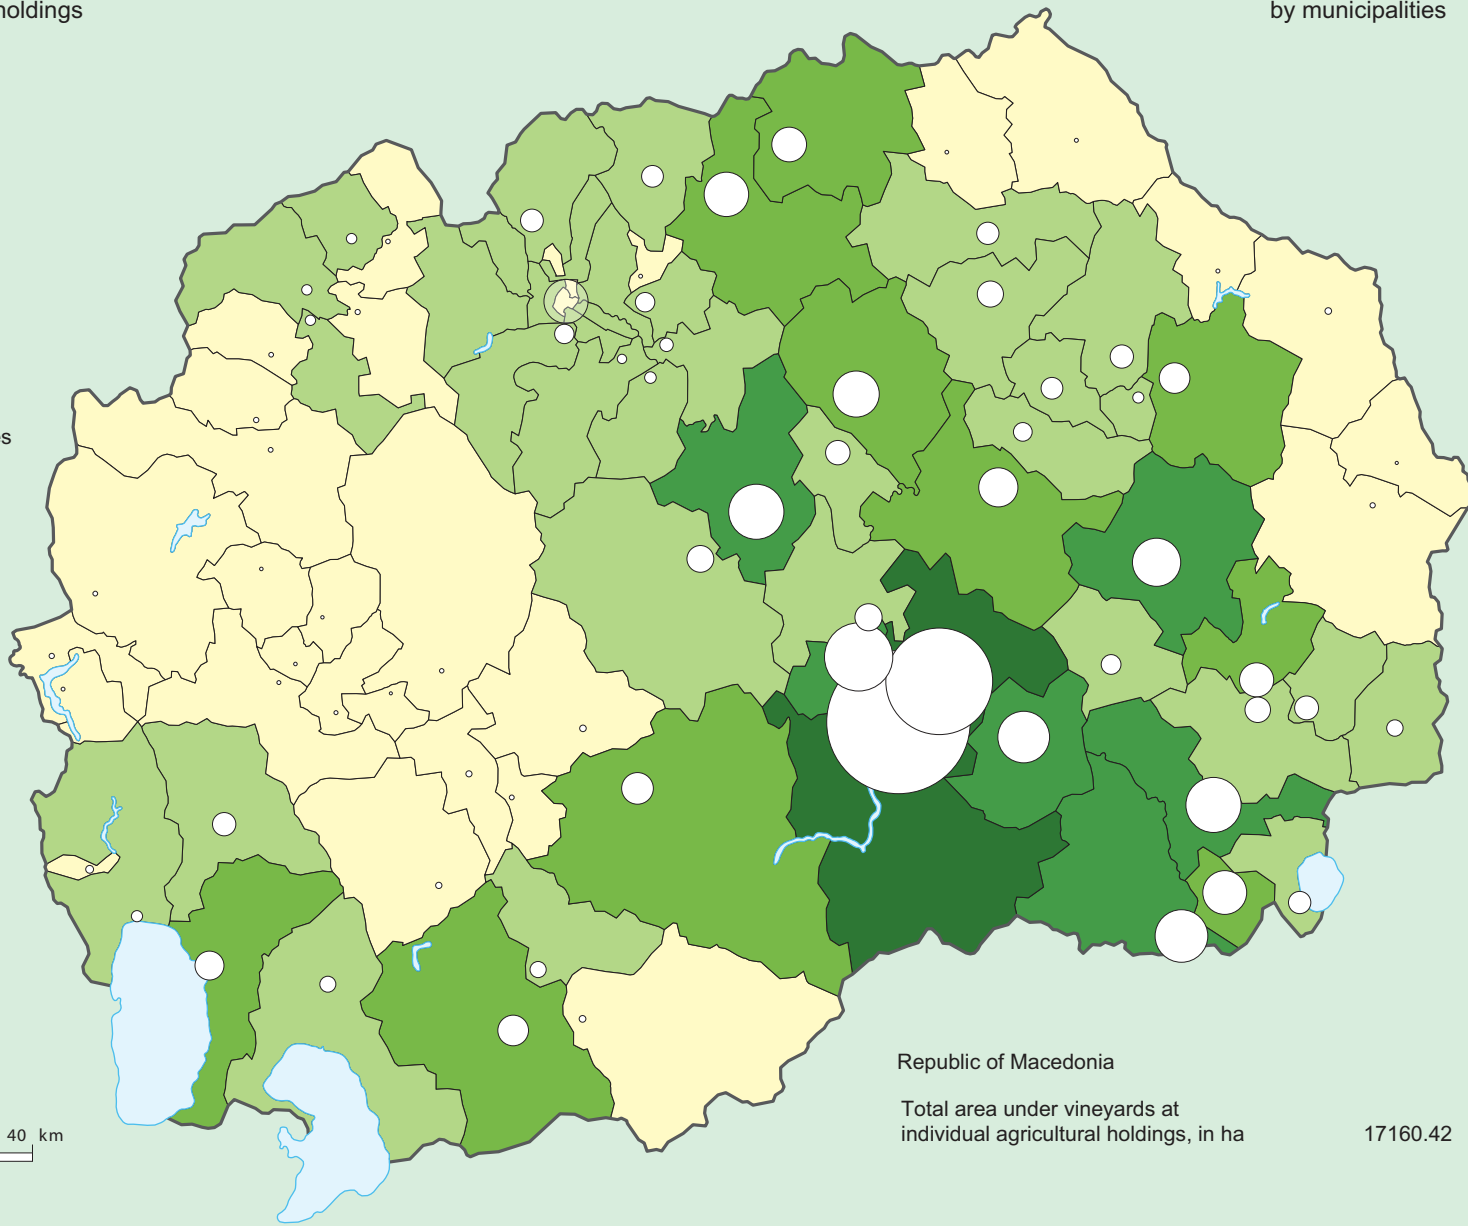 holdings
by municipalities
es
Republic of Macedonia
Total area under vineyards at
individual agricultural holdings, in ha 17160.42
40 km